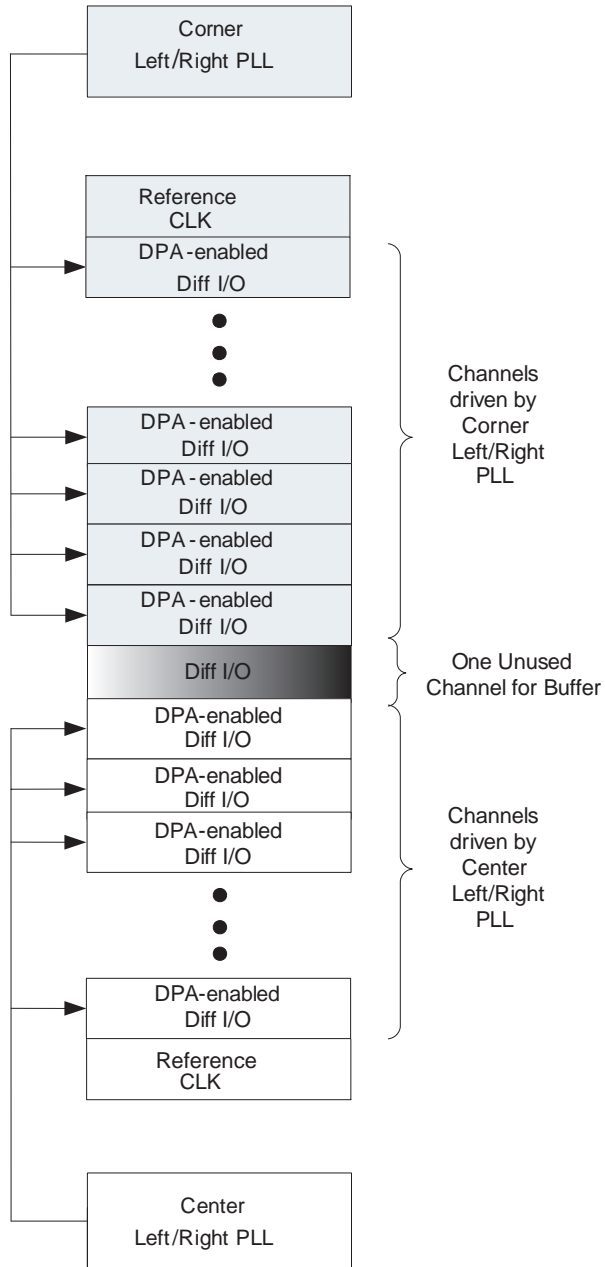 Corner
Left/Right PLL
Reference
CLK
DPA-enabled
Diff I/O
DPA-enabled
Diff I/O
DPA-enabled
Diff I/O
DPA-enabled
Diff I/O
DPA-enabled
Diff I/O
Channels
driven by
Corner
Left/Right
PLL
Diff I/O
One Unused
Channel for Buffer
DPA-enabled
Diff I/O
DPA-enabled
Diff I/O
DPA-enabled
Diff I/O
Channels
driven by
Center
Left/Right
PLL
DPA-enabled
Diff I/O
Reference
CLK
Center
Left/Right PLL